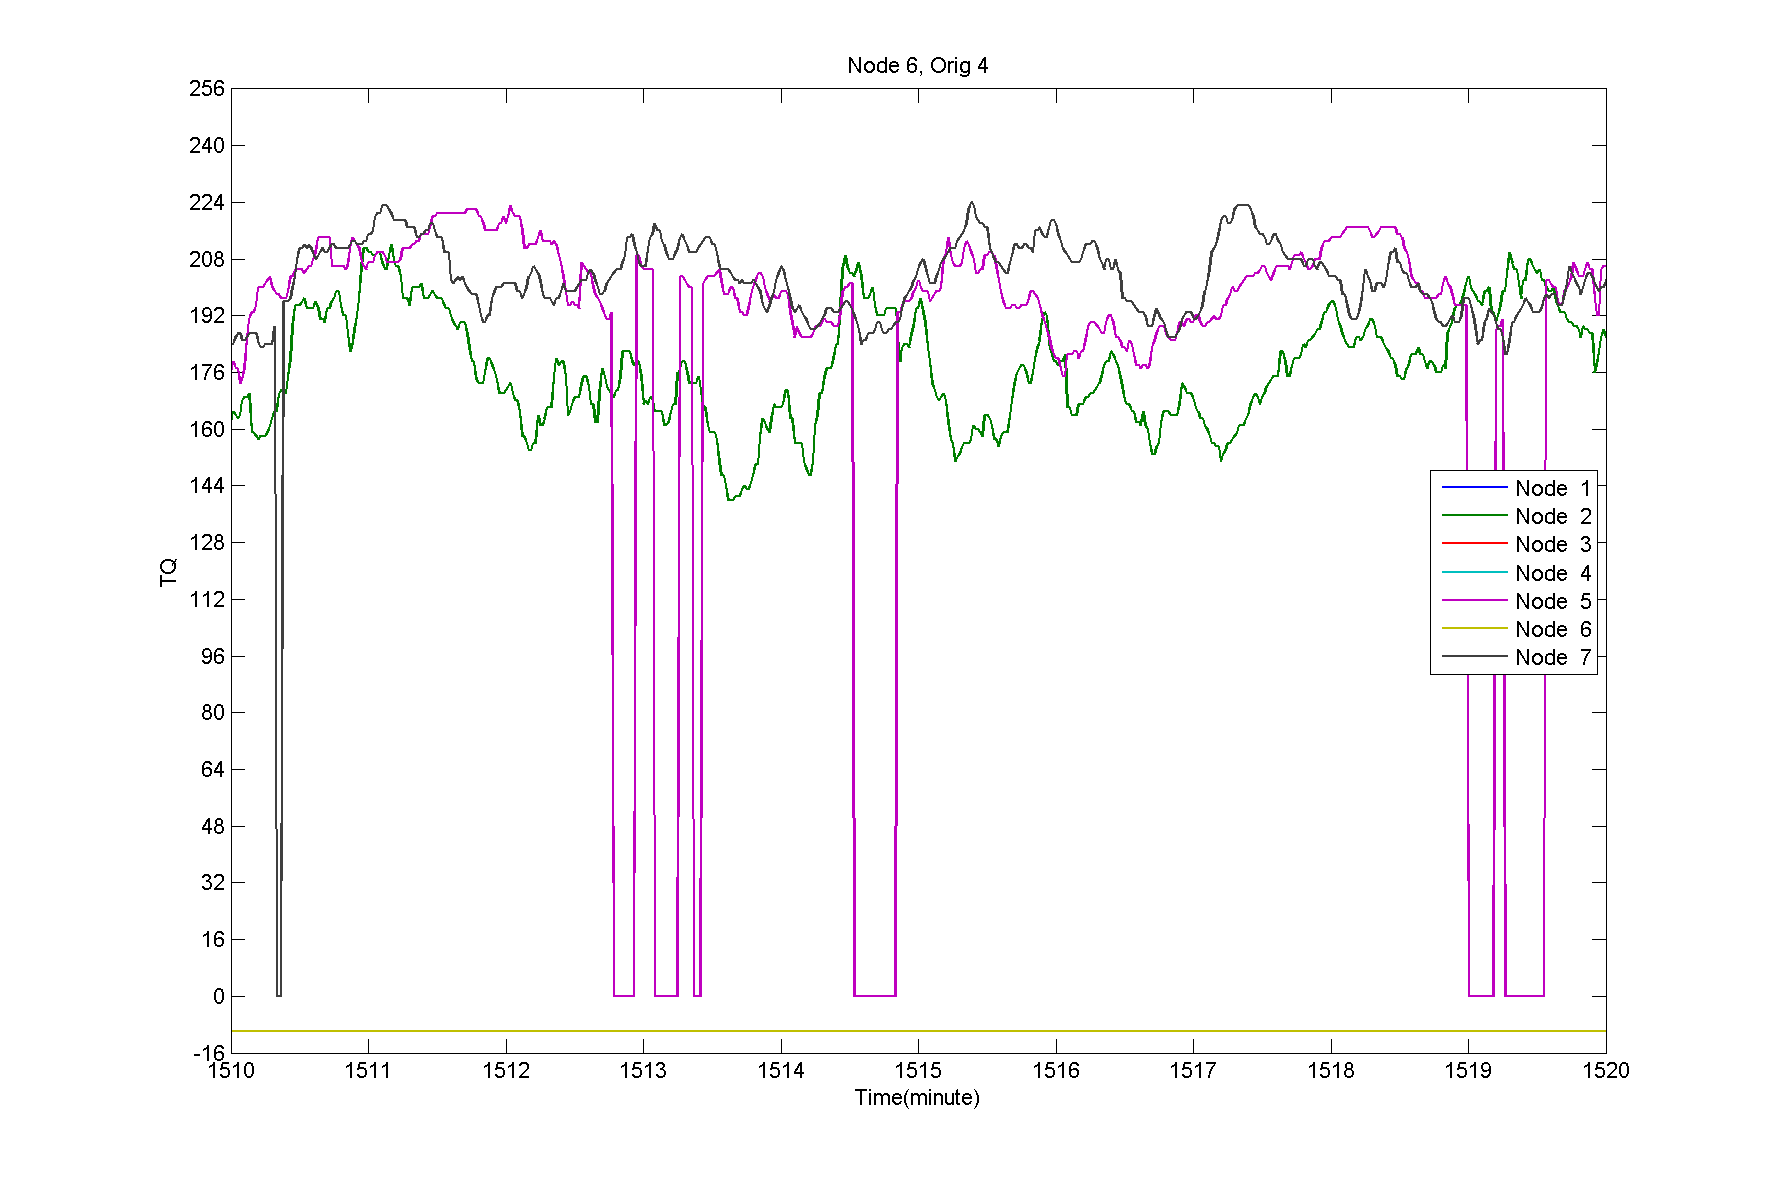 Node 6, Orig 4
256
240
224
208
192
176
160
144
128
112
96
80
64
48
32
16
0
-16
TQ
Node 1
Node 2
Node 3
Node 4
Node 5
Node 6
Node 7
1510 1511 1512 1513 1514 1515 1516 1517 1518 1519 1520
Time(minute)